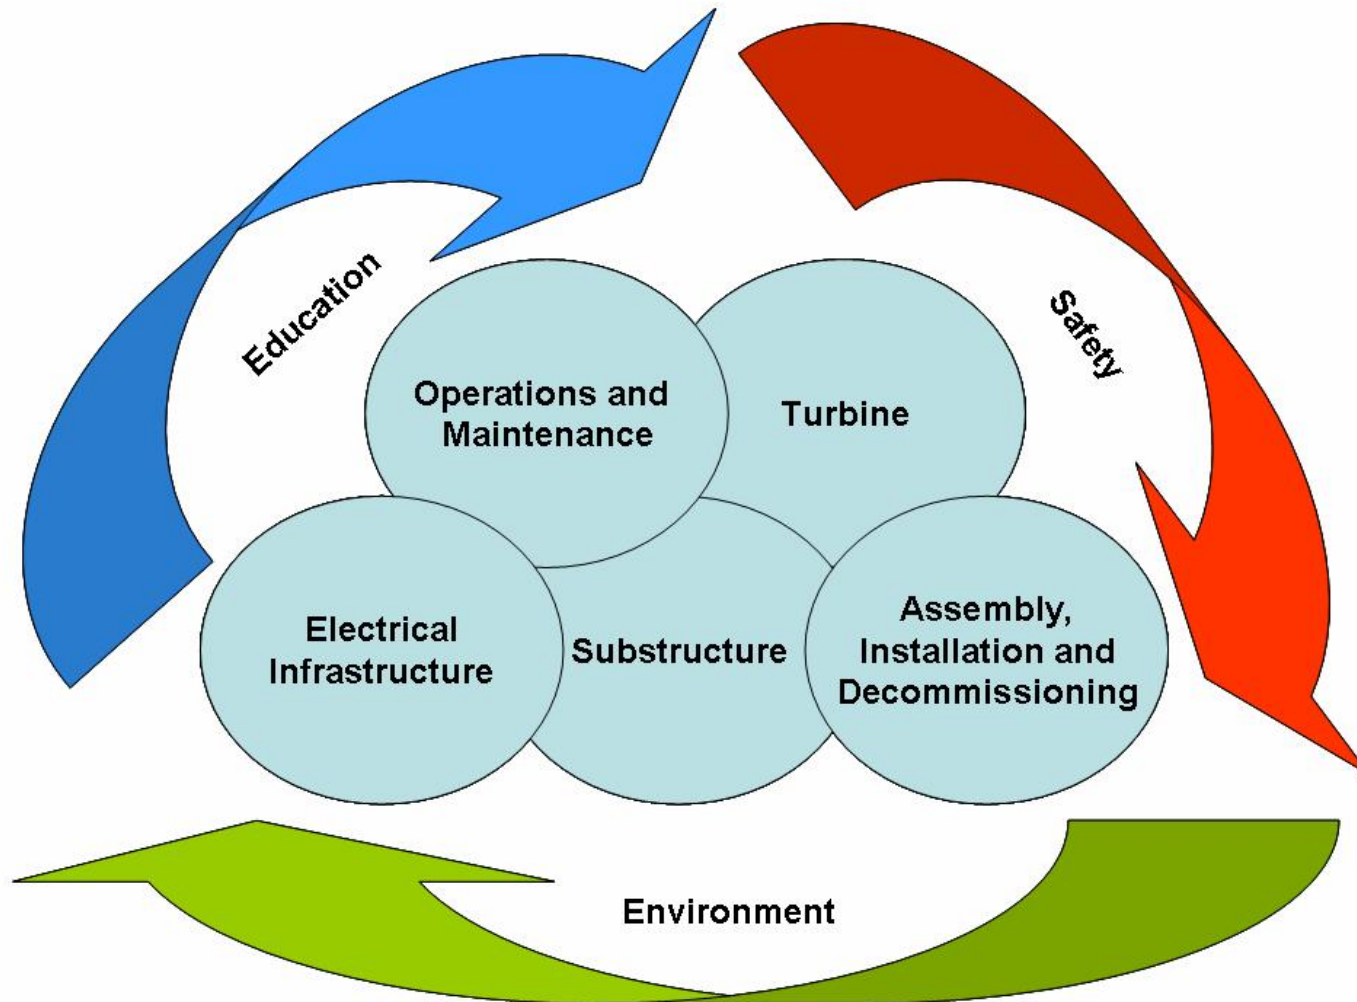 Education
Safety
Operations and
Maintenance
Turbine
Electrical
Infrastructure
Substructure
Assembly,
Installation and
Decommissioning
Environment